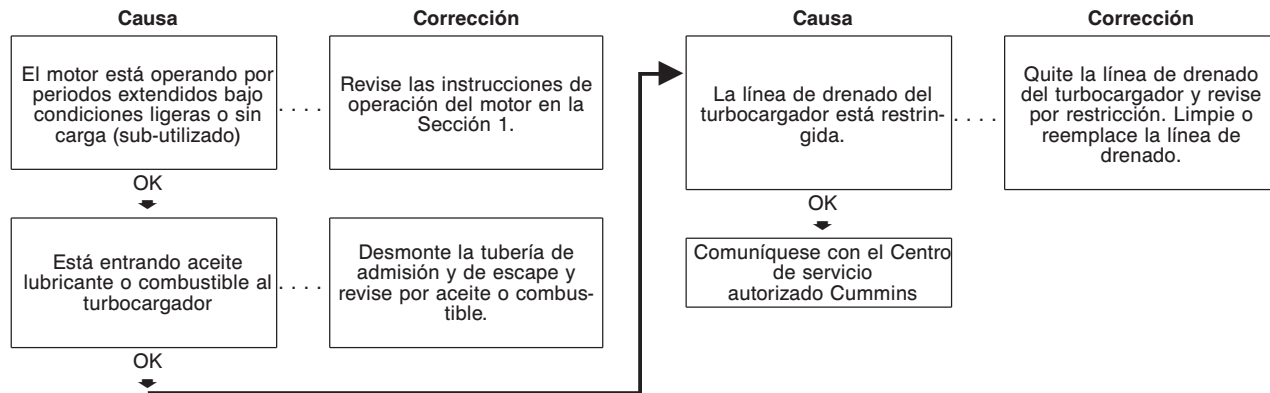 Causa
Corrección
El motor está operando por
periodos extendidos bajo
condiciones ligeras o sin
carga (sub-utilizado)
. . . .
Revise las instrucciones de
operación del motor en la
Sección 1.
OK
Está entrando aceite
lubricante o combustible al
turbocargador
. . . .
Desmonte la tubería de
admisión y de escape y
revise por aceite o combus-
tible.
OK
Causa
Corrección
La línea de drenado del
turbocargador está restrin-
gida.
. . . .
Quite la línea de drenado
del turbocargador y revise
por restricción. Limpie o
reemplace la línea de
drenado.
OK
Comuníquese con el Centro
de servicio
autorizado Cummins